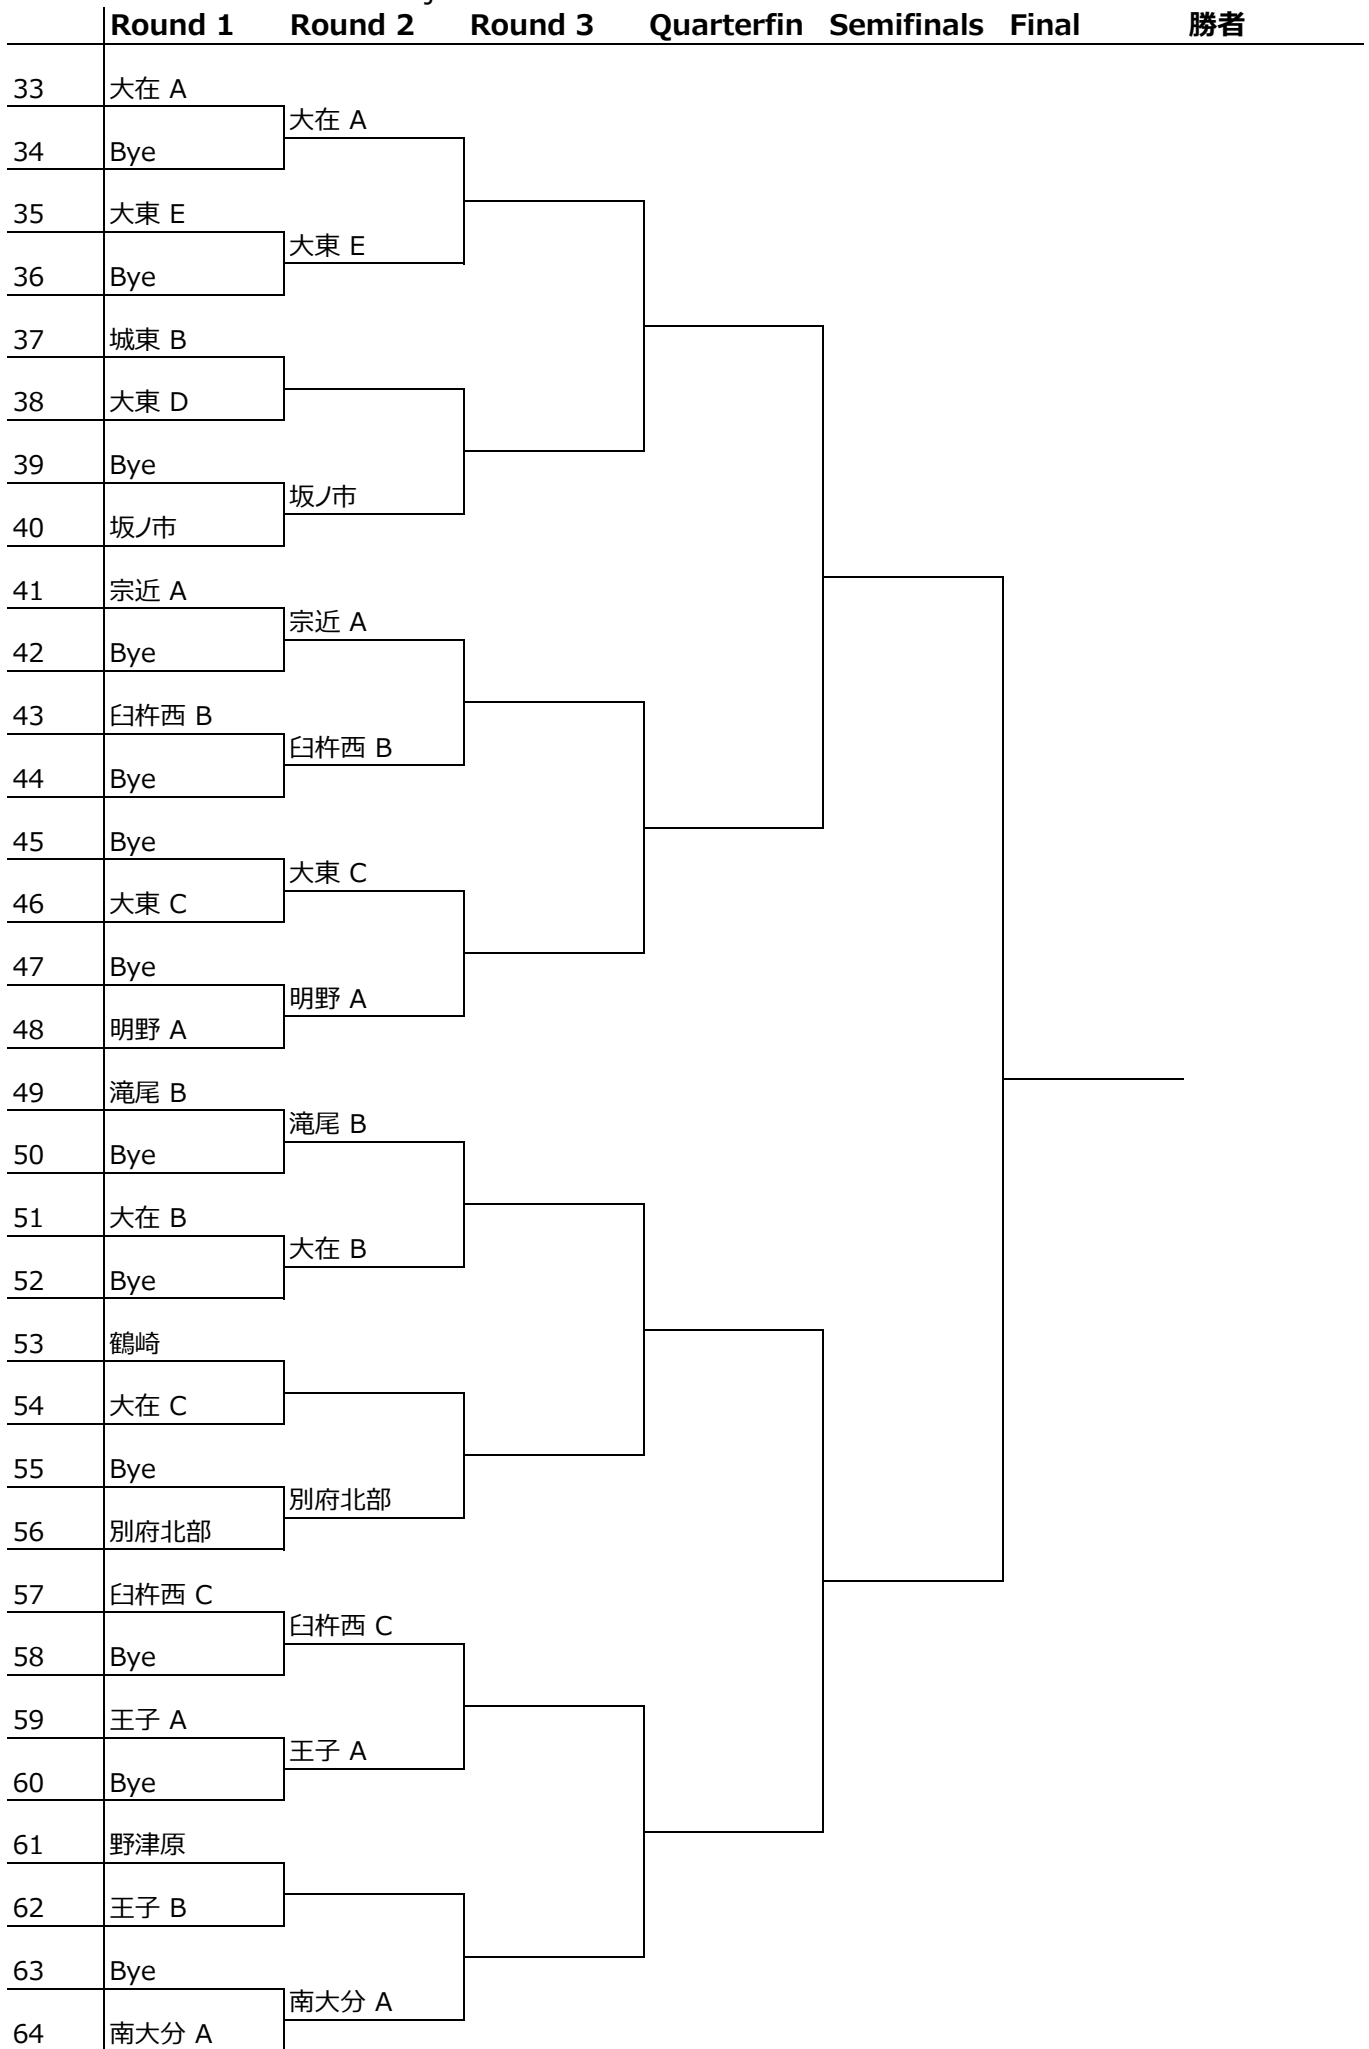 Round 1 Round 2 Round 3 Quarterfin Semifinals Final 勝者
33 大在 A
大在 A
34 Bye
35 大東 E
大東 E
36 Bye
37 城東 B
38 大東 D
39 Bye
坂ノ市
40 坂ノ市
41 宗近 A
宗近 A
42 Bye
43 臼杵西 B
臼杵西 B
44 Bye
45 Bye
大東 C
46 大東 C
47 Bye
明野 A
48 明野 A
49 滝尾 B
滝尾 B
50 Bye
51 大在 B
大在 B
52 Bye
53 鶴崎
54 大在 C
55 Bye
別府北部
56 別府北部
57 臼杵西 C
臼杵西 C
58 Bye
59 王子 A
王子 A
60 Bye
61 野津原
62 王子 B
63 Bye
南大分 A
64 南大分 A